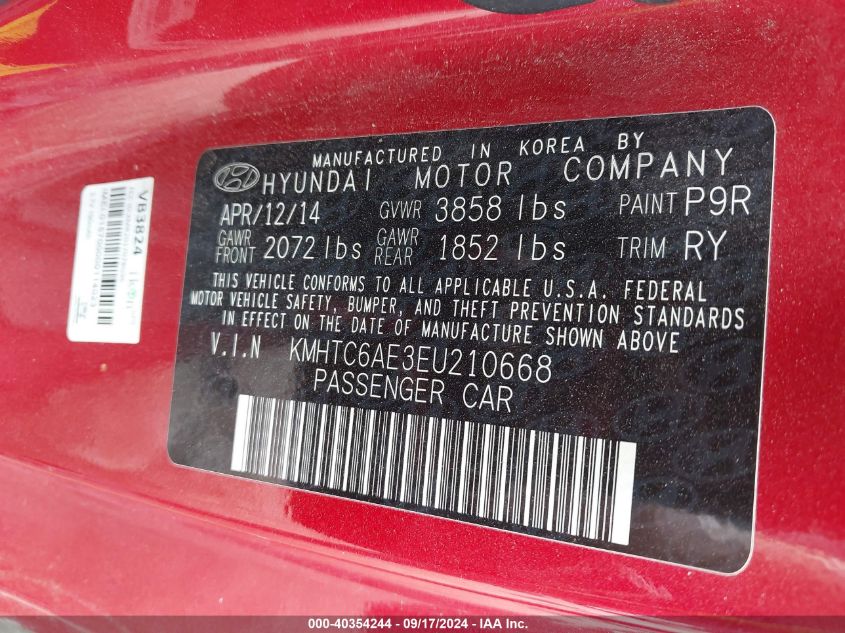 MANUFACTURED IN KOREA BY
HYUNDAI MOTOR COMPANY
APR/12/14 GVWR 3858 lbs PAINT P9R
GAWR FRONT 2072 lbs GAWR REAR 1852 lbs TRIM RY
THIS VEHICLE CONFORMS TO ALL APPLICABLE U.S.A. FEDERAL
MOTOR VEHICLE SAFETY, BUMPER, AND THEFT PREVENTION STANDARDS
IN EFFECT ON THE DATE OF MANUFACTURE SHOWN ABOVE
V.I.N KMHTC6AE3EU210668
PASSENGER CAR
VB3824
000-40354244 - 09/17/2024 - IAA Inc.